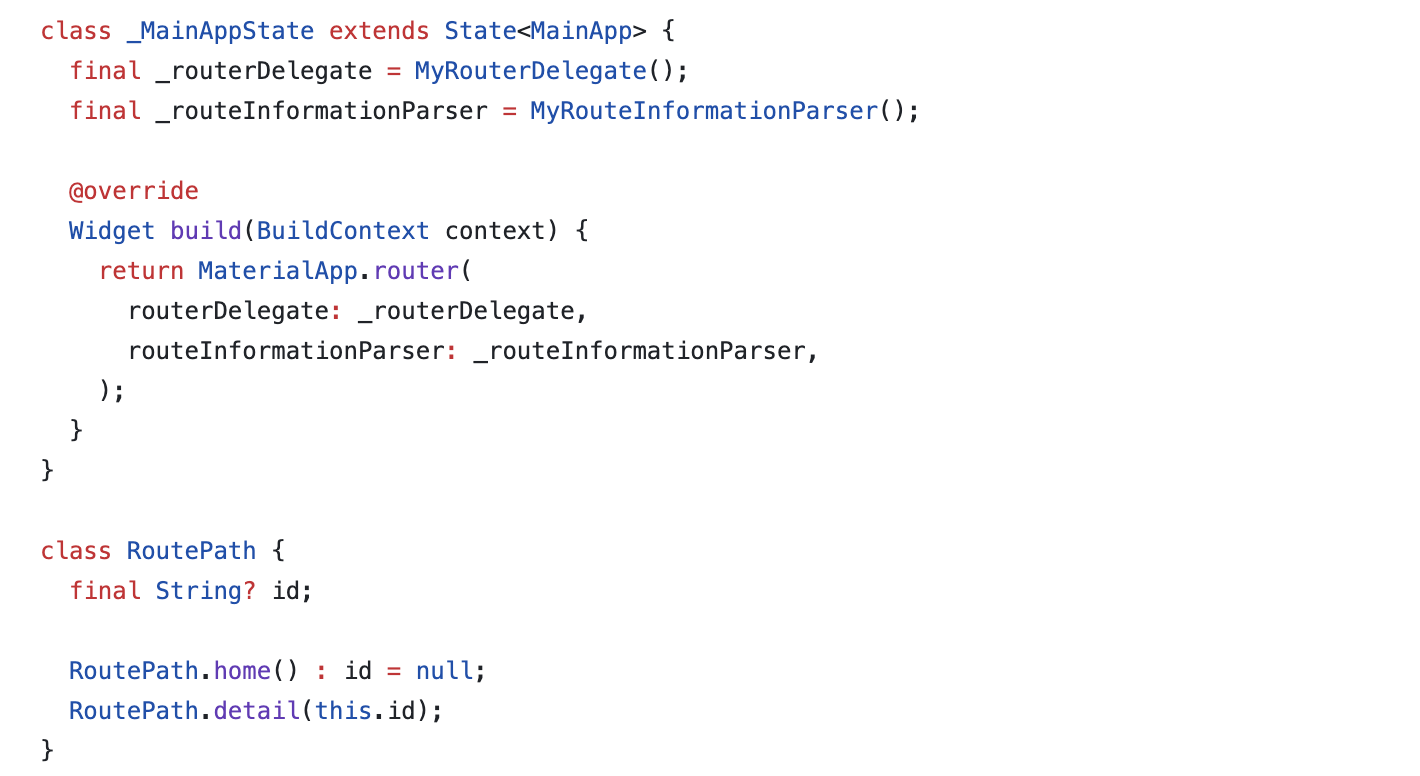 class _MainAppState extends State<MainApp> {
  final _routerDelegate = MyRouterDelegate();
  final _routeInformationParser = MyRouteInformationParser();

  @override
  Widget build(BuildContext context) {
    return MaterialApp.router(
      routerDelegate: _routerDelegate,
      routeInformationParser: _routeInformationParser,
    );
  }
}

class RoutePath {
  final String? id;

  RoutePath.home() : id = null;
  RoutePath.detail(this.id);
}